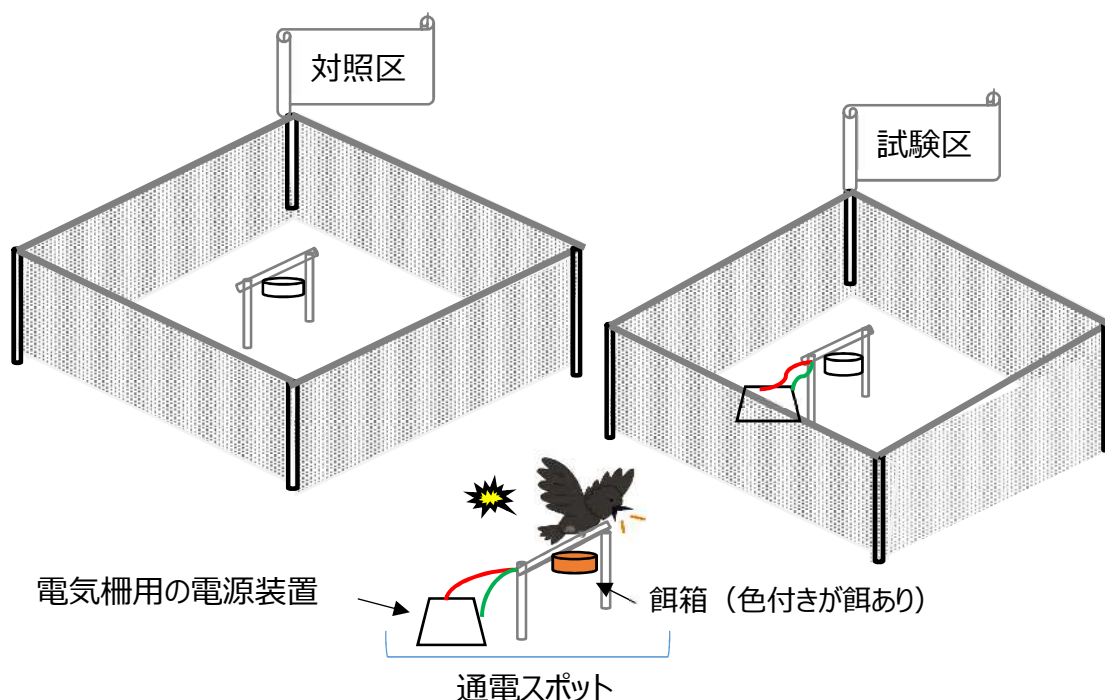 対照区
試験区
電気柵用の電源装置
餌箱（色付きが餌あり）
通電スポット